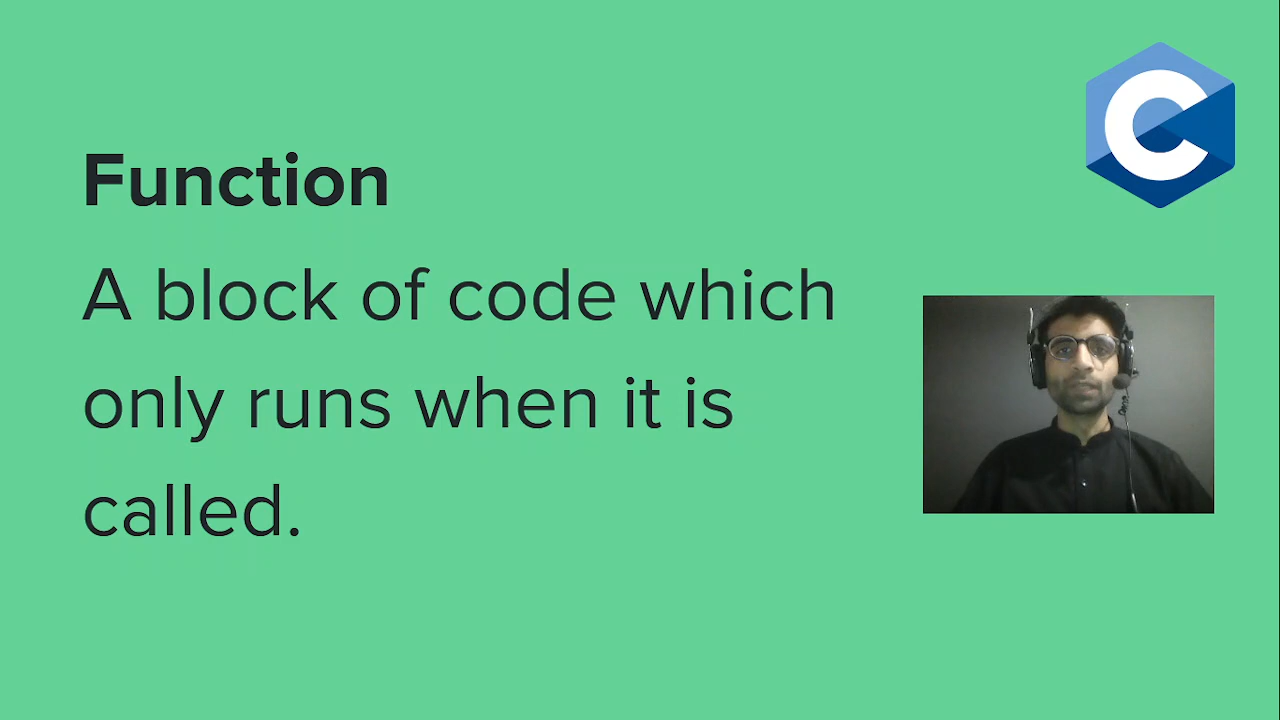 Function
A block of code which
only runs when it is
called.
C